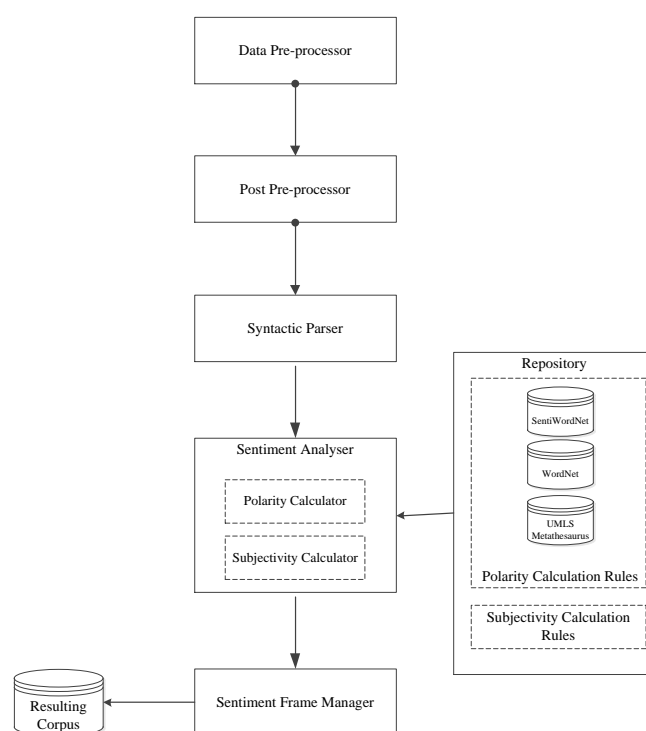 Data Pre-processor
Post Pre-processor
Syntactic Parser
Repository
SentiWordNet
Sentiment Analyser
WordNet
Polarity Calculator
UMLS
Metathesaurus
Subjectivity Calculator
Polarity Calculation Rules
Subjectivity Calculation
Rules
Sentiment Frame Manager
Resulting
Corpus